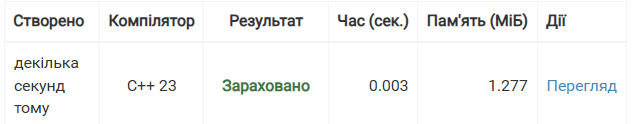 Створено Компілятор Результат Час (сек.) Пам'ять (МіБ) Дії
декілька
секунд C++ 23 Зараховано 0.003 1.277 Перегляд
тому